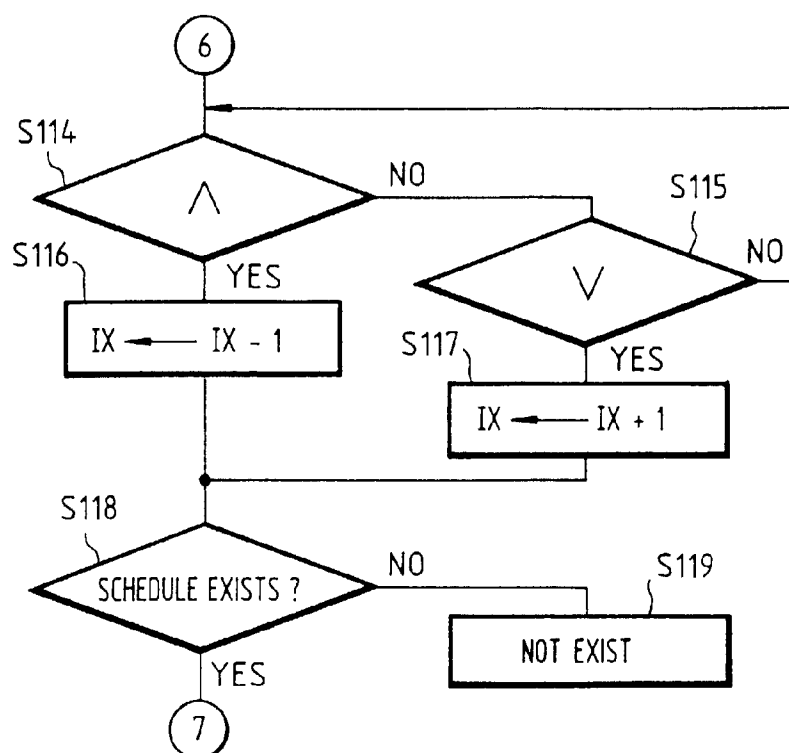 6
S114
∧
NO
S115
∨
NO
S116
YES
IX ← IX - 1
S117
YES
IX ← IX + 1
S118
SCHEDULE EXISTS ?
NO
S119
NOT EXIST
YES
7